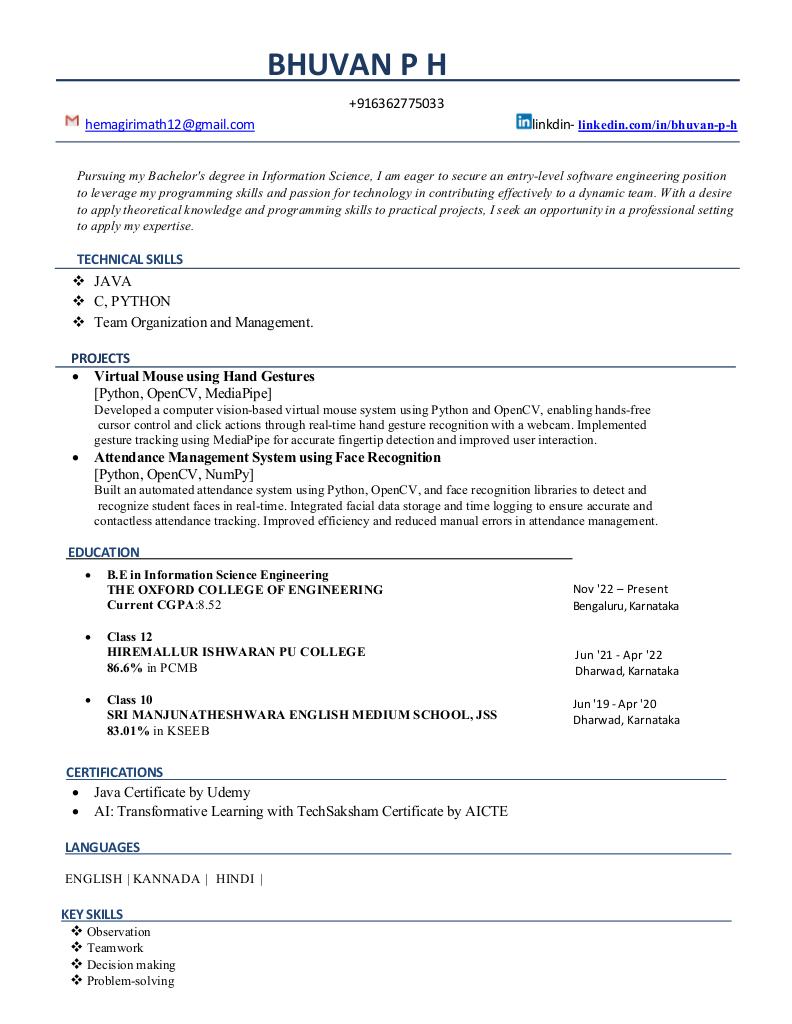 BHUVAN P H
+916362775033
hemagirimath12@gmail.com
linkdin- linkedin.com/in/bhuvan-p-h
Pursuing my Bachelor's degree in Information Science, I am eager to secure an entry-level software engineering position
to leverage my programming skills and passion for technology in contributing effectively to a dynamic team. With a desire
to apply theoretical knowledge and programming skills to practical projects, I seek an opportunity in a professional setting
to apply my expertise.
TECHNICAL SKILLS
❖ JAVA
❖ C, PYTHON
❖ Team Organization and Management.
PROJECTS
• Virtual Mouse using Hand Gestures
[Python, OpenCV, MediaPipe]
Developed a computer vision-based virtual mouse system using Python and OpenCV, enabling hands-free
cursor control and click actions through real-time hand gesture recognition with a webcam. Implemented
gesture tracking using MediaPipe for accurate fingertip detection and improved user interaction.
• Attendance Management System using Face Recognition
[Python, OpenCV, NumPy]
Built an automated attendance system using Python, OpenCV, and face recognition libraries to detect and
recognize student faces in real-time. Integrated facial data storage and time logging to ensure accurate and
contactless attendance tracking. Improved efficiency and reduced manual errors in attendance management.
EDUCATION
• B.E in Information Science Engineering
THE OXFORD COLLEGE OF ENGINEERING
Nov '22 – Present
Current CGPA:8.52
Bengaluru, Karnataka
• Class 12
HIREMALLUR ISHWARAN PU COLLEGE
Jun '21 - Apr '22
86.6% in PCMB
Dharwad, Karnataka
• Class 10
Jun '19 - Apr '20
SRI MANJUNATHESHWARA ENGLISH MEDIUM SCHOOL, JSS
Dharwad, Karnataka
83.01% in KSEEB
CERTIFICATIONS
• Java Certificate by Udemy
• AI: Transformative Learning with TechSaksham Certificate by AICTE
LANGUAGES
ENGLISH | KANNADA | HINDI |
KEY SKILLS
❖ Observation
❖ Teamwork
❖ Decision making
❖ Problem-solving